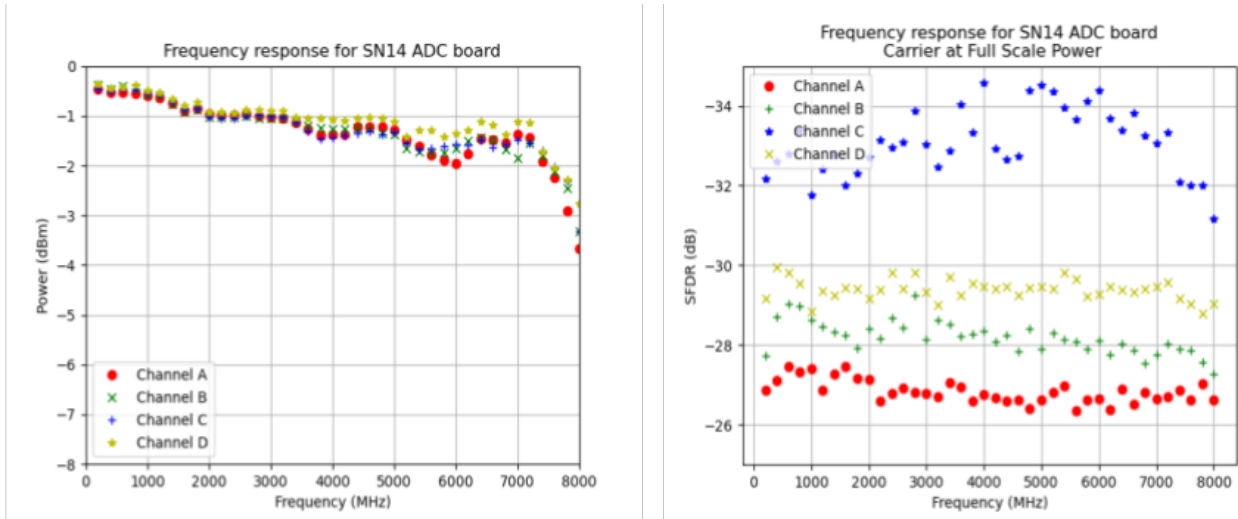 Frequency response for SN14 ADC board
0
−1
−2
−3
−4
−5
−6
−7
−8
Power (dBm)
Channel A
Channel B
Channel C
Channel D
0 1000 2000 3000 4000 5000 6000 7000 8000
Frequency (MHz)
Frequency response for SN14 ADC board
Carrier at Full Scale Power
−34
−32
−30
−28
−26
SFDR (dB)
Channel A
Channel B
Channel C
Channel D
0 1000 2000 3000 4000 5000 6000 7000 8000
Frequency (MHz)